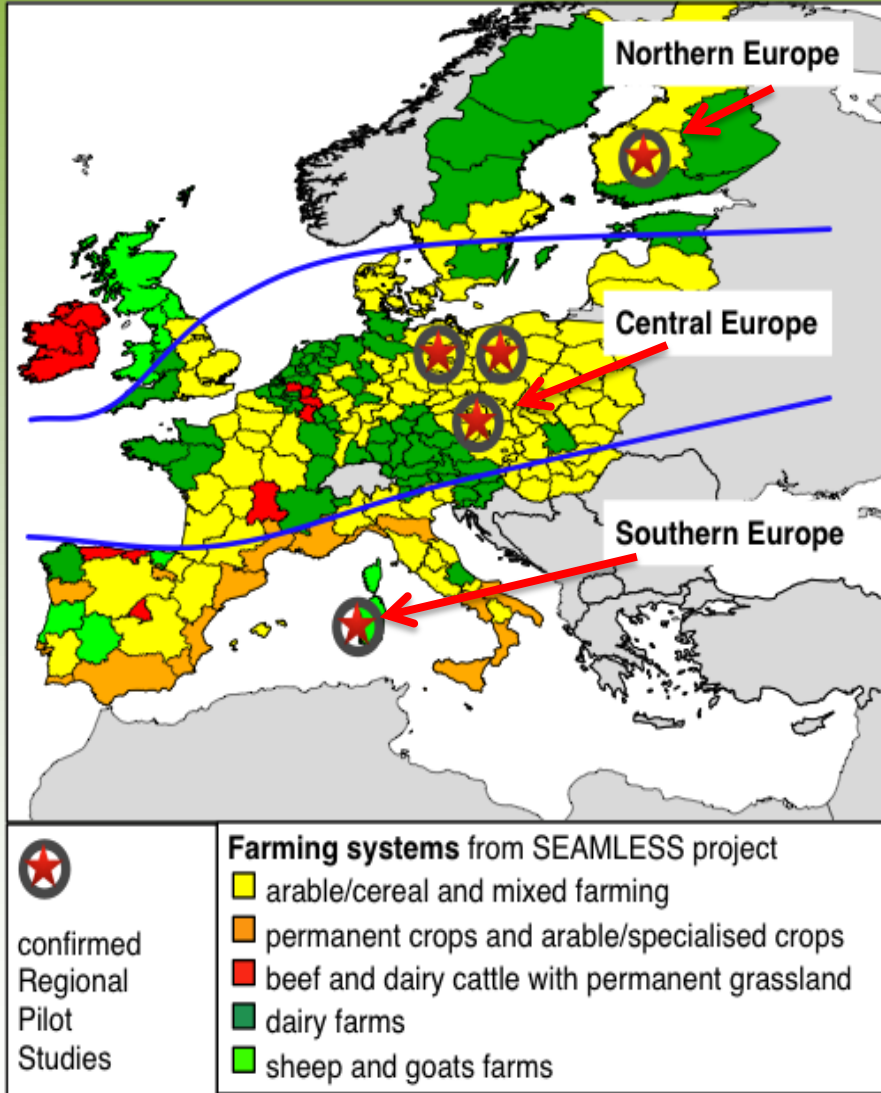 Northern Europe
Central Europe
Southern Europe
confirmed
Regional
Pilot
Studies
Farming systems from SEAMLESS project
arable/cereal and mixed farming
permanent crops and arable/specialised crops
beef and dairy cattle with permanent grassland
dairy farms
sheep and goats farms